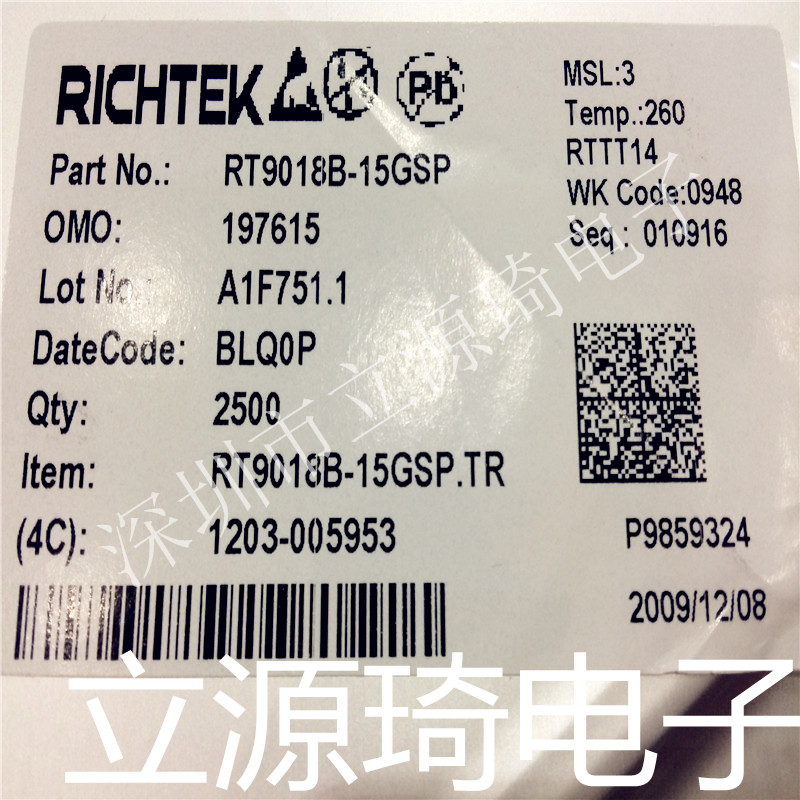 RICHTEK Pb
MSL:3
Temp.:260
RTTT14
WK Code:0948
Seq : 010916
Part No.: RT9018B-15GSP
OMO: 197615
Lot No.: A1F751.1
DateCode: BLQ0P
Qty: 2500
Item: RT9018B-15GSP.TR
(4C): 1203-005953
P9859324
2009/12/08
深圳市立源琦电子
立源琦电子